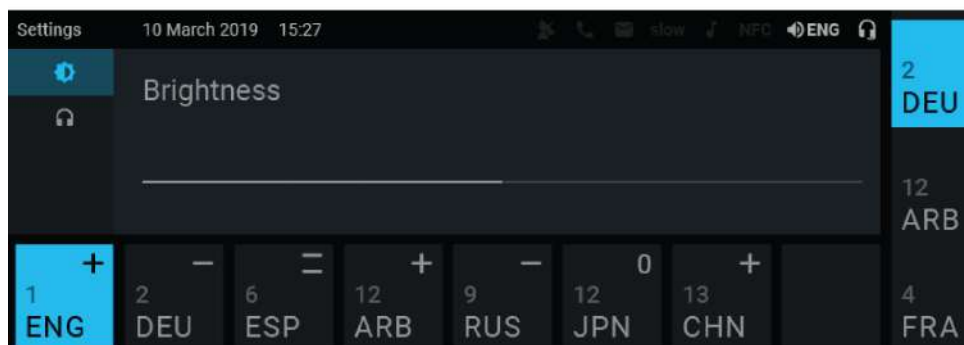 Settings 10 March 2019 15:27 slow NFC ENG
Brightness
2
DEU
12
ARB
4
FRA
+ − = + − 0 +
1 2 6 12 9 12 13
ENG DEU ESP ARB RUS JPN CHN